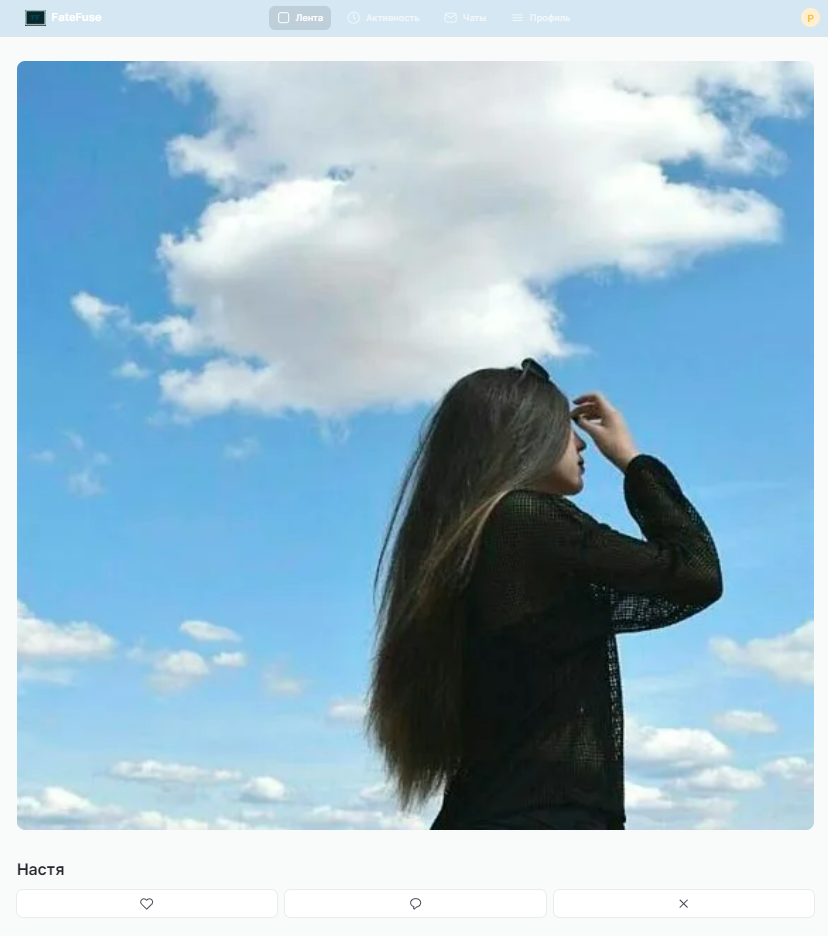 FateFuse
Лента
Активность
Чаты
Профиль
P
Настя